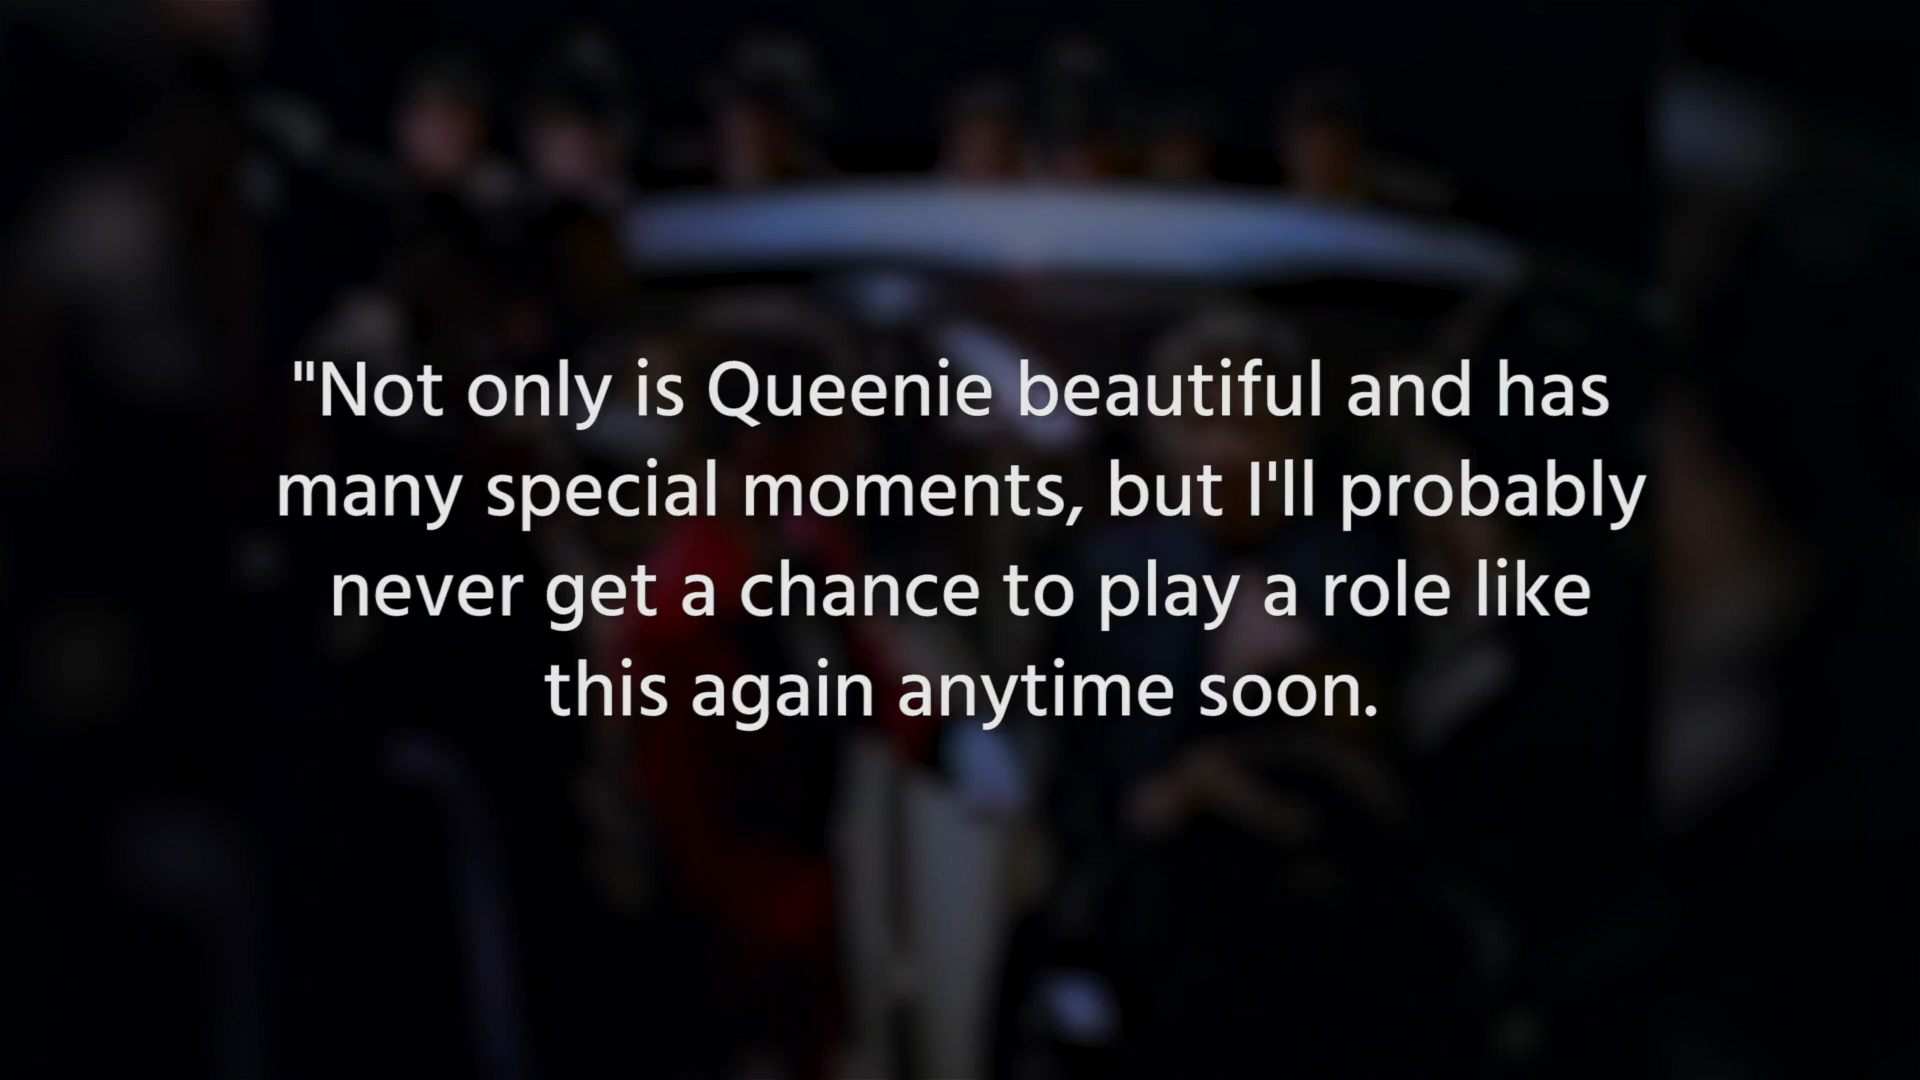 "Not only is Queenie beautiful and has
many special moments, but I'll probably
never get a chance to play a role like
this again anytime soon.